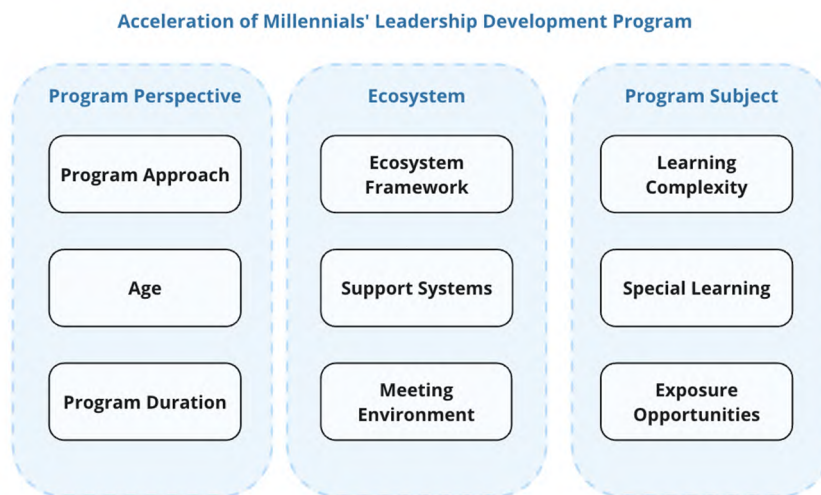 Acceleration of Millennials' Leadership Development Program
Program Perspective
Program Approach
Age
Program Duration
Ecosystem
Ecosystem
Framework
Support Systems
Meeting
Environment
Program Subject
Learning
Complexity
Special Learning
Exposure
Opportunities